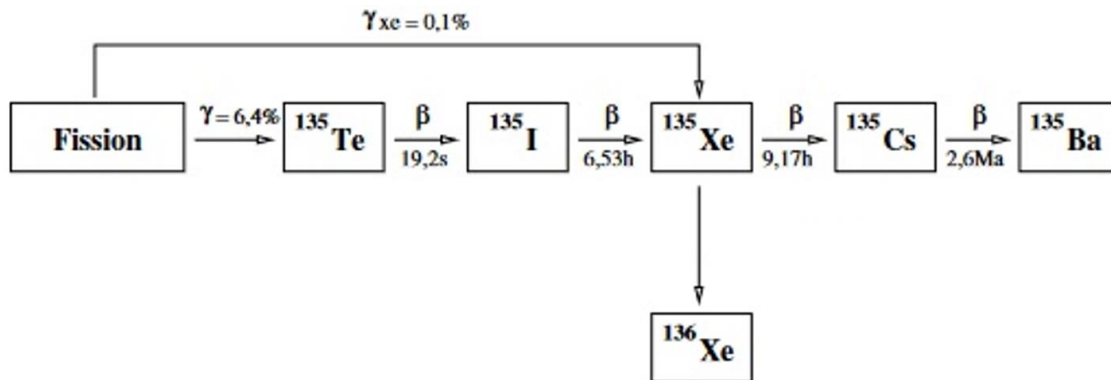 γxe = 0,1%
Fission
γ = 6,4%
135Te
β
19,2s
135I
β
6,53h
135Xe
β
9,17h
135Cs
β
2,6Ma
135Ba
136Xe